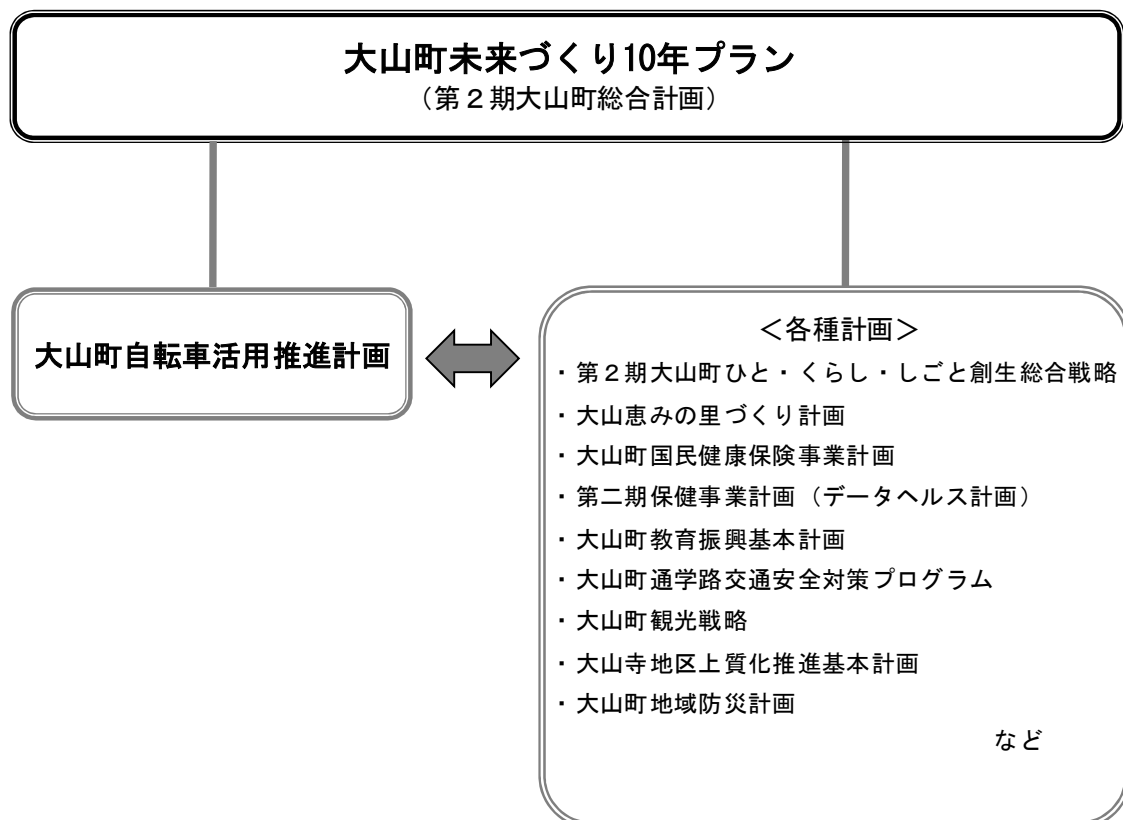 大山町未来づくり10年プラン
（第２期大山町総合計画）
大山町自転車活用推進計画
＜各種計画＞
・第２期大山町ひと・くらし・しごと創生総合戦略
・大山恵みの里づくり計画
・大山町国民健康保険事業計画
・第二期保健事業計画（データヘルス計画）
・大山町教育振興基本計画
・大山町通学路交通安全対策プログラム
・大山町観光戦略
・大山寺地区上質化推進基本計画
・大山町地域防災計画
など